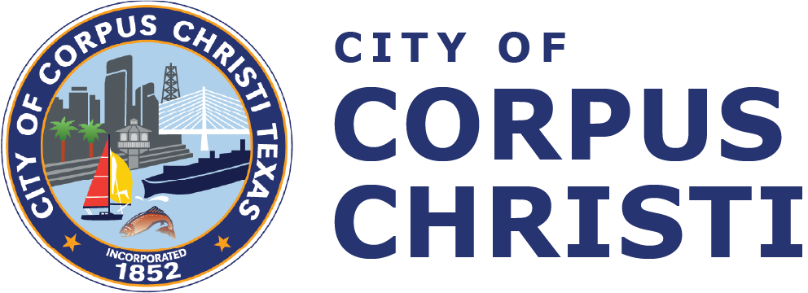 CITY OF CORPUS CHRISTI TEXAS
INCORPORATED
1852
CITY OF
CORPUS
CHRISTI